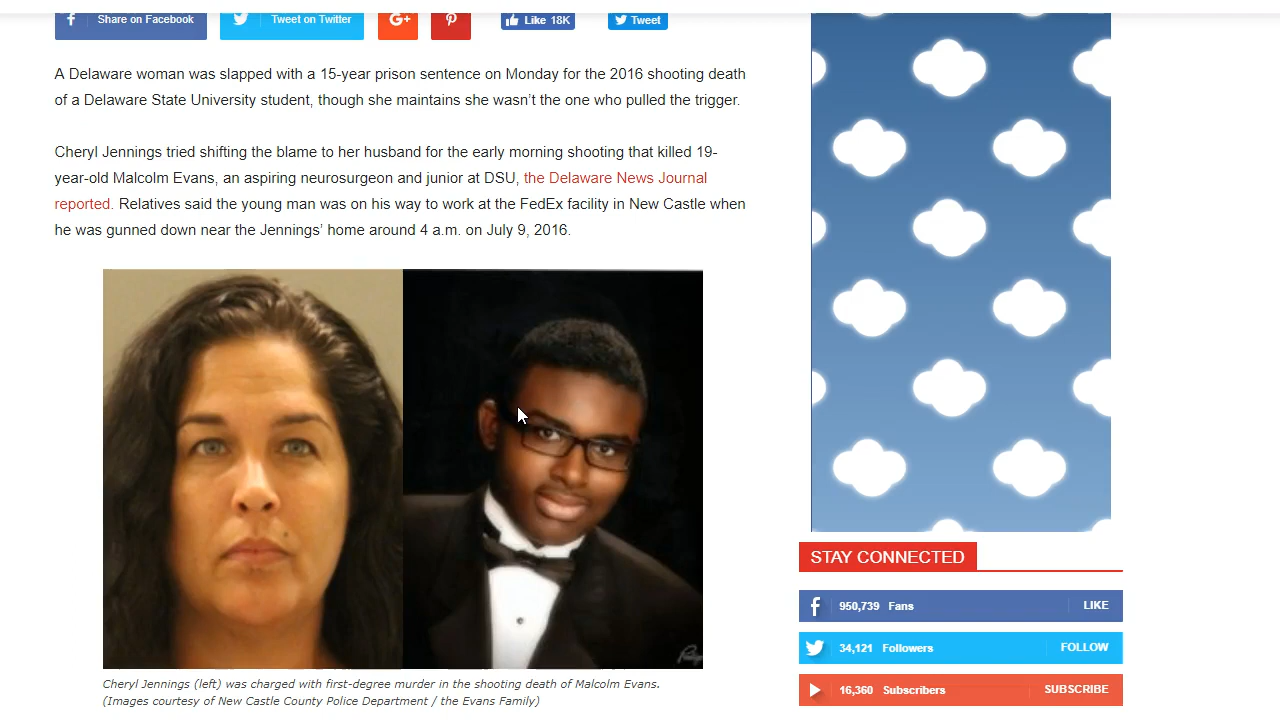 Share on Facebook
Tweet on Twitter
G+
Like 18K
Tweet
A Delaware woman was slapped with a 15-year prison sentence on Monday for the 2016 shooting death
of a Delaware State University student, though she maintains she wasn’t the one who pulled the trigger.
Cheryl Jennings tried shifting the blame to her husband for the early morning shooting that killed 19-
year-old Malcolm Evans, an aspiring neurosurgeon and junior at DSU, the Delaware News Journal
reported. Relatives said the young man was on his way to work at the FedEx facility in New Castle when
he was gunned down near the Jennings’ home around 4 a.m. on July 9, 2016.
Cheryl Jennings (left) was charged with first-degree murder in the shooting death of Malcolm Evans.
(Images courtesy of New Castle County Police Department / the Evans Family)
STAY CONNECTED
950,739 Fans LIKE
34,121 Followers FOLLOW
16,360 Subscribers SUBSCRIBE